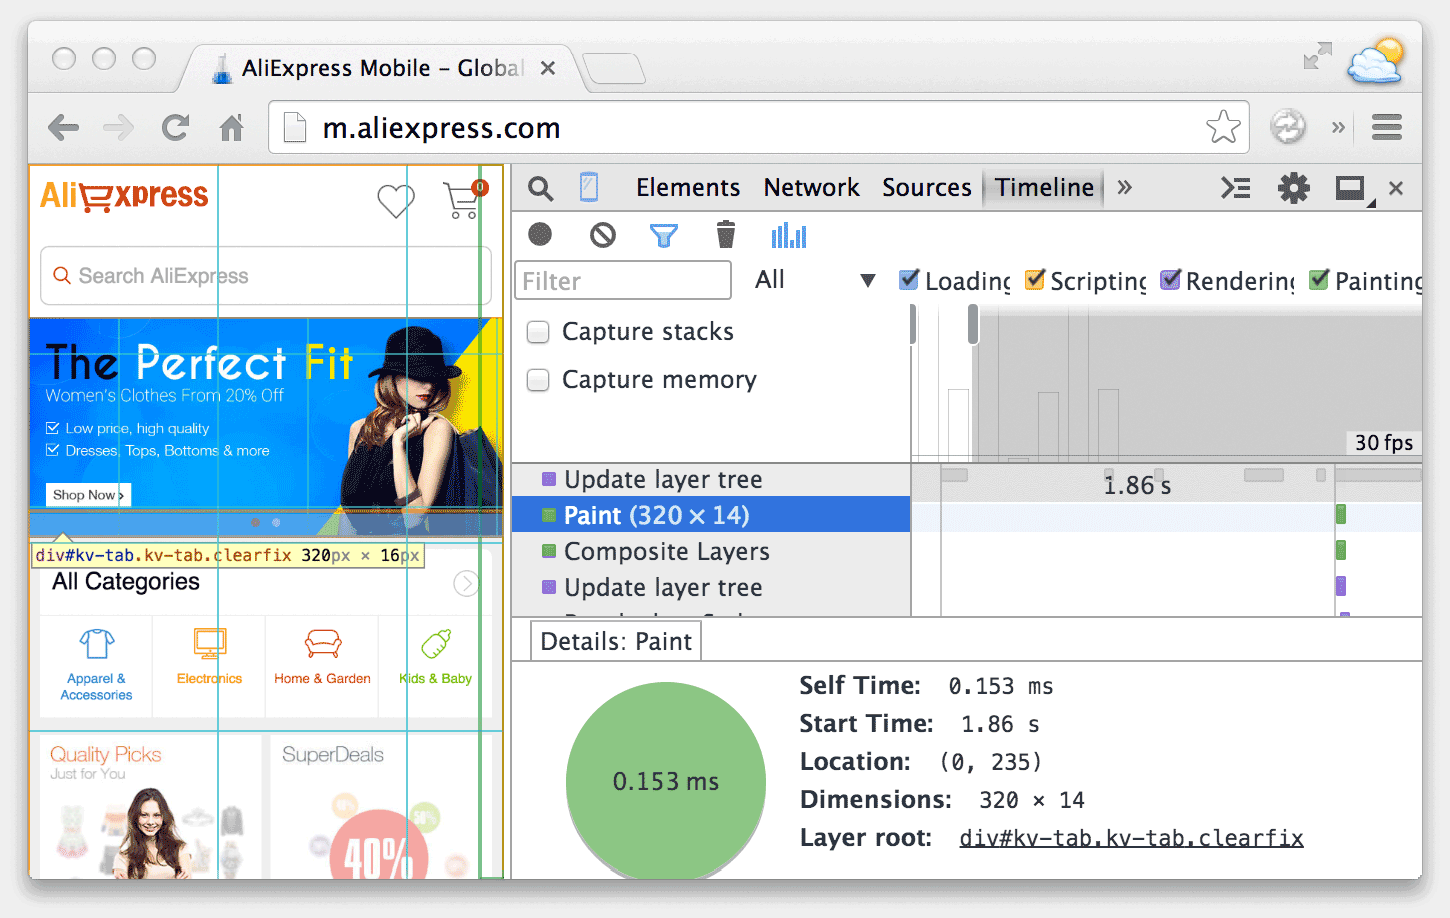 AliExpress Mobile – Global
m.aliexpress.com
AliExpress
0
Search AliExpress
The Perfect Fit
Women's Clothes From 20% Off
Low price, high quality
Dresses, Tops, Bottoms & more
Shop Now ›
div#kv-tab.kv-tab.clearfix 320px × 16px
All Categories
Apparel &
Accessories
Electronics
Home & Garden
Kids & Baby
Quality Picks
Just for You
SuperDeals
50%
40%
Elements Network Sources Timeline »
Filter
All ▼ Loading Scripting Rendering Painting
Capture stacks
Capture memory
30 fps
Update layer tree
1.86 s
Paint (320 × 14)
Composite Layers
Update layer tree
Details: Paint
0.153 ms
Self Time: 0.153 ms
Start Time: 1.86 s
Location: (0, 235)
Dimensions: 320 × 14
Layer root: div#kv-tab.kv-tab.clearfix